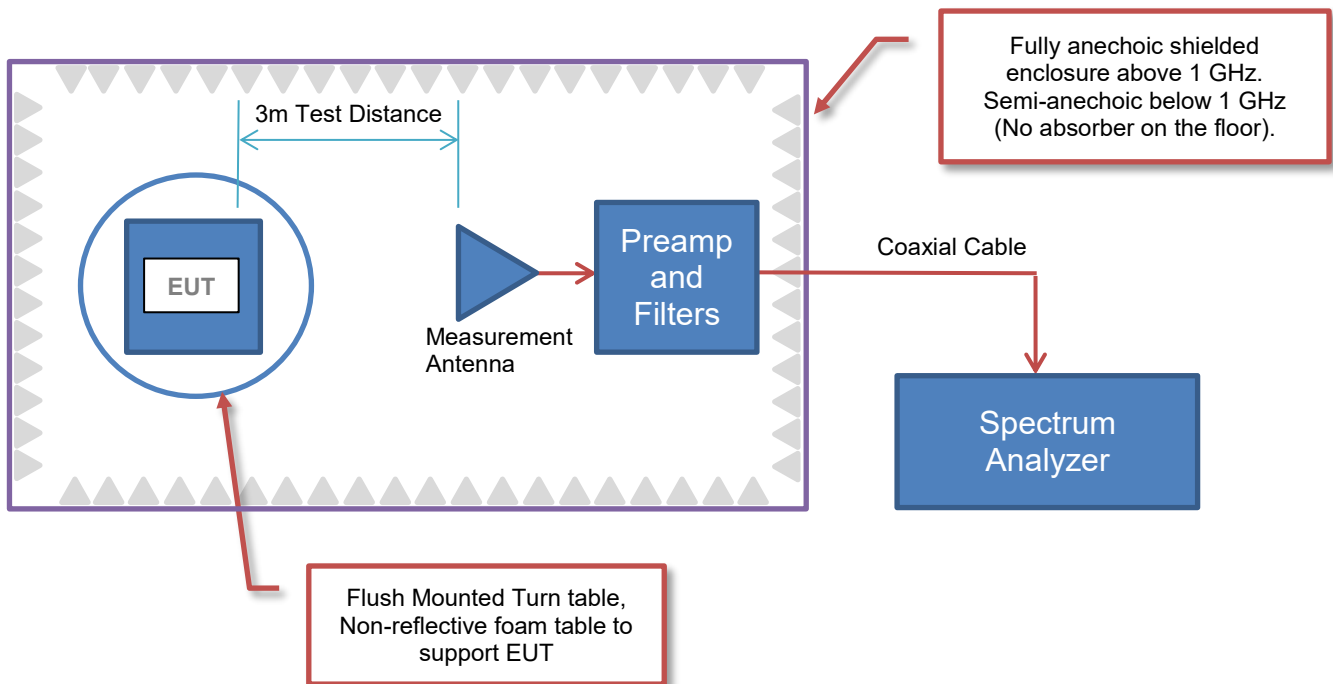 Fully anechoic shielded
enclosure above 1 GHz.
Semi-anechoic below 1 GHz
(No absorber on the floor).
3m Test Distance
EUT
Measurement
Antenna
Preamp
and
Filters
Coaxial Cable
Spectrum
Analyzer
Flush Mounted Turn table,
Non-reflective foam table to
support EUT